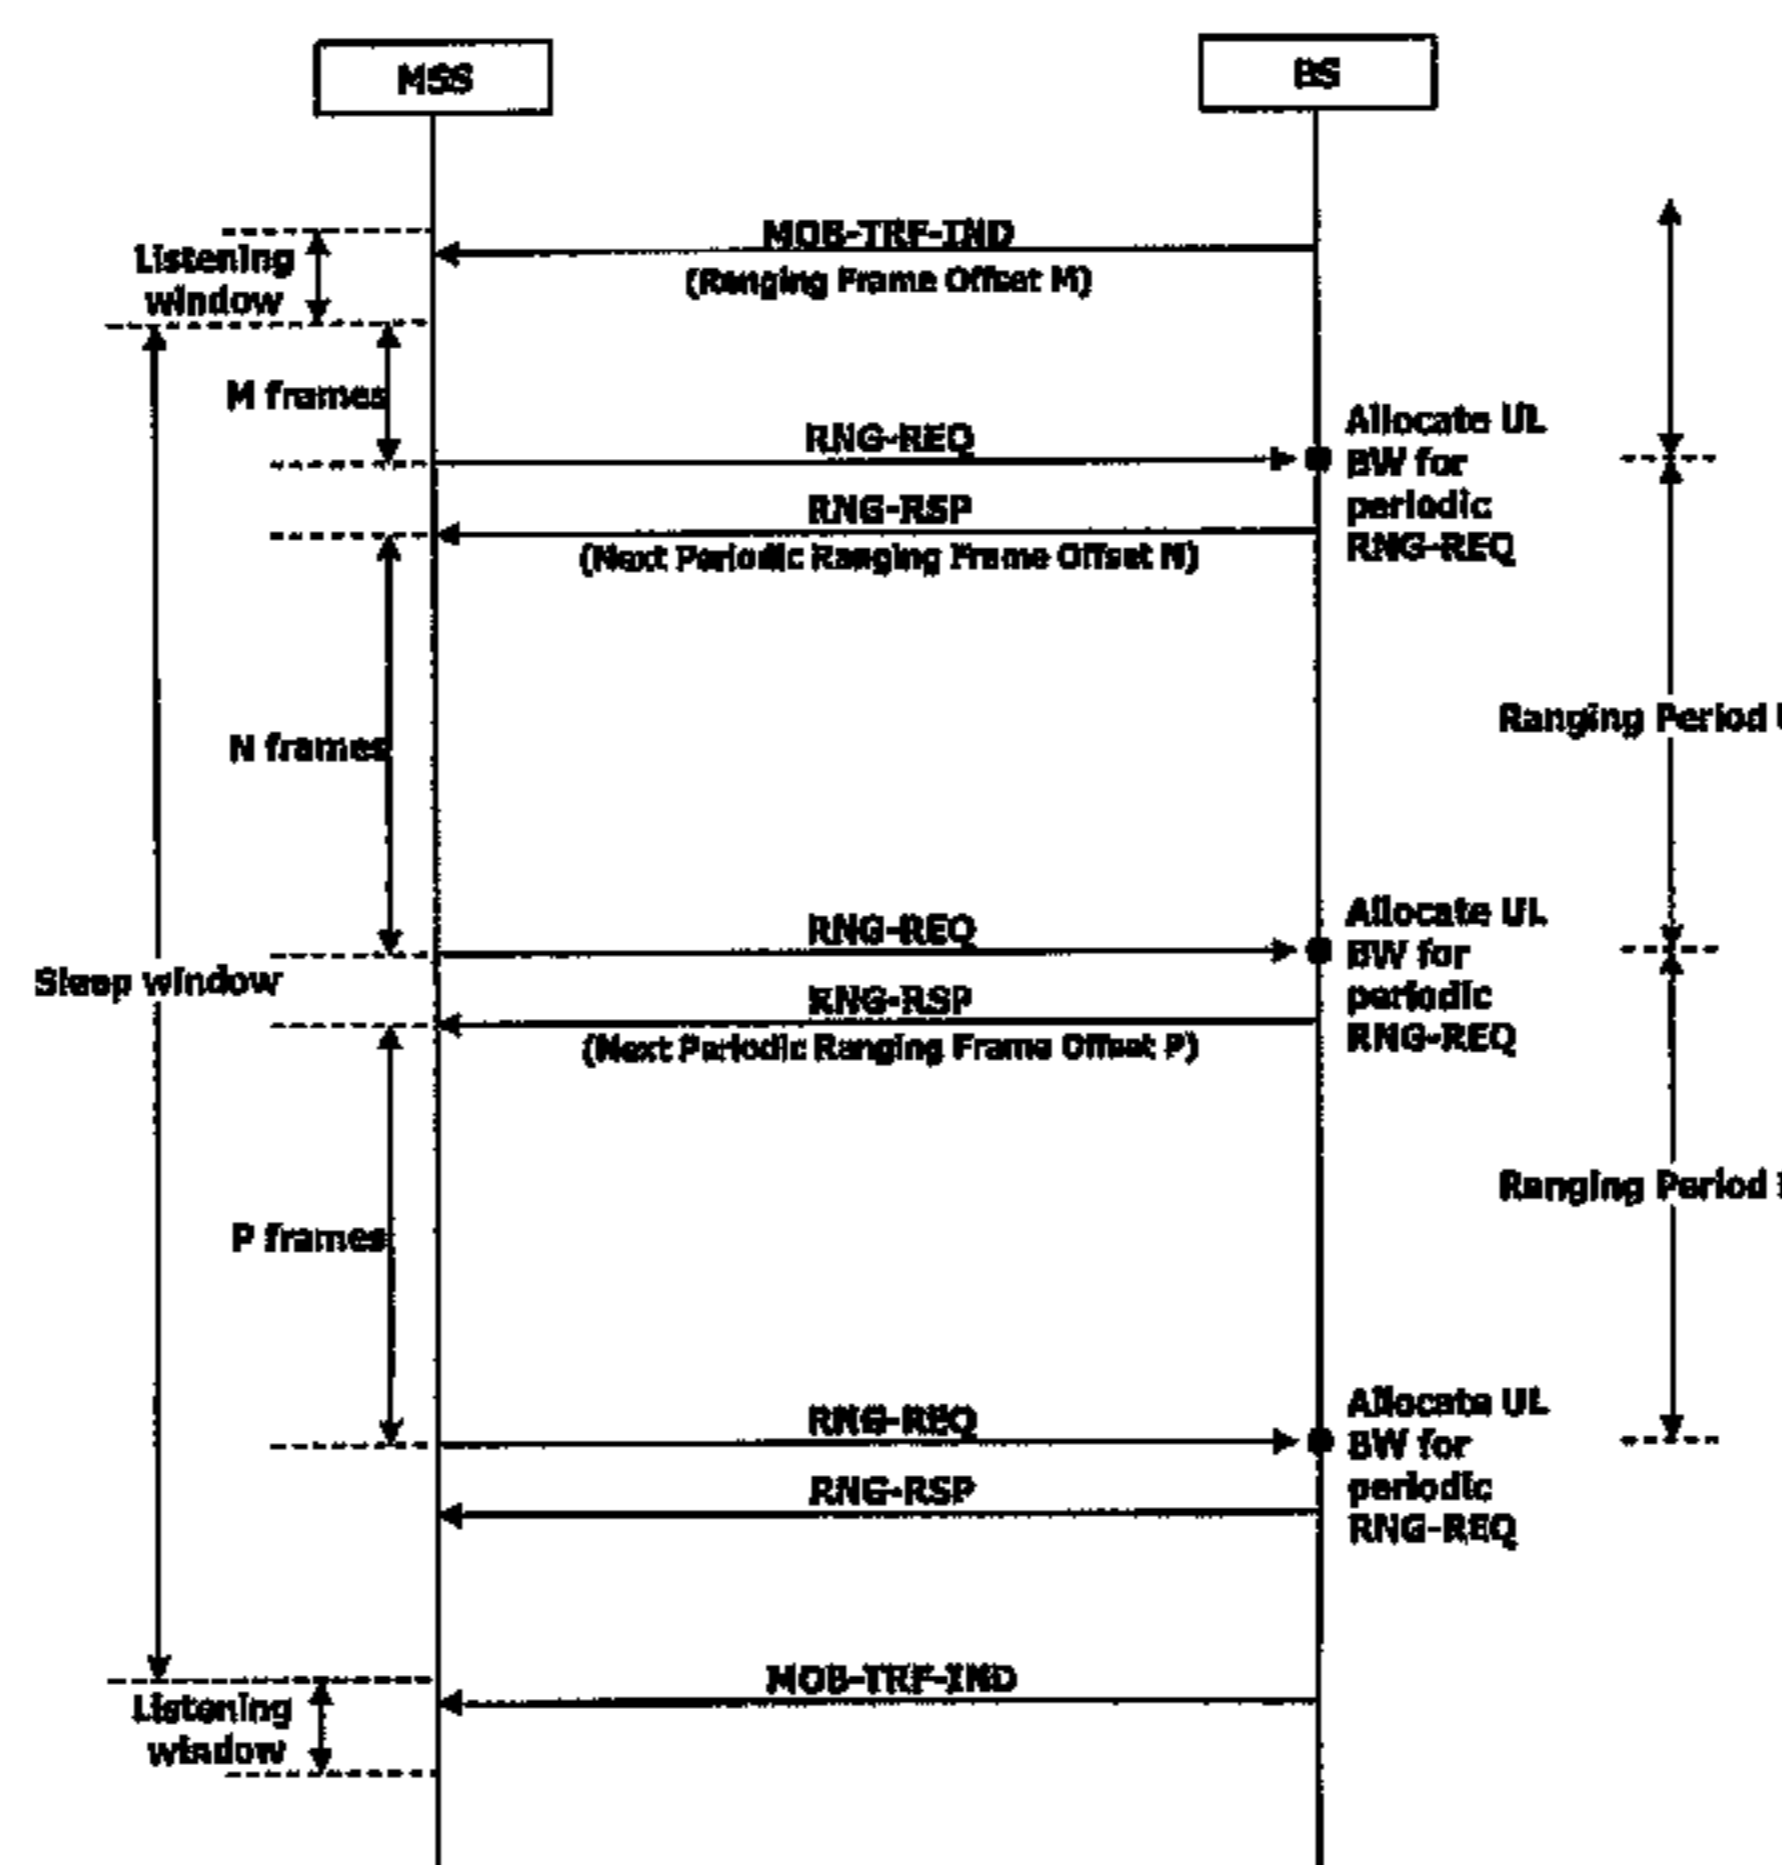 MSS
BS
MOB-TRF-IND
(Ranging Frame Offset M)
Listening
window
M frames
RNG-REQ
Allocate UL
BW for
periodic
RNG-REQ
RNG-RSP
(Next Periodic Ranging Frame Offset N)
N frames
Ranging Period
RNG-REQ
Allocate UL
BW for
periodic
RNG-REQ
Sleep window
RNG-RSP
(Next Periodic Ranging Frame Offset P)
Ranging Period
P frames
RNG-REQ
Allocate UL
BW for
periodic
RNG-REQ
RNG-RSP
MOB-TRF-IND
Listening
window